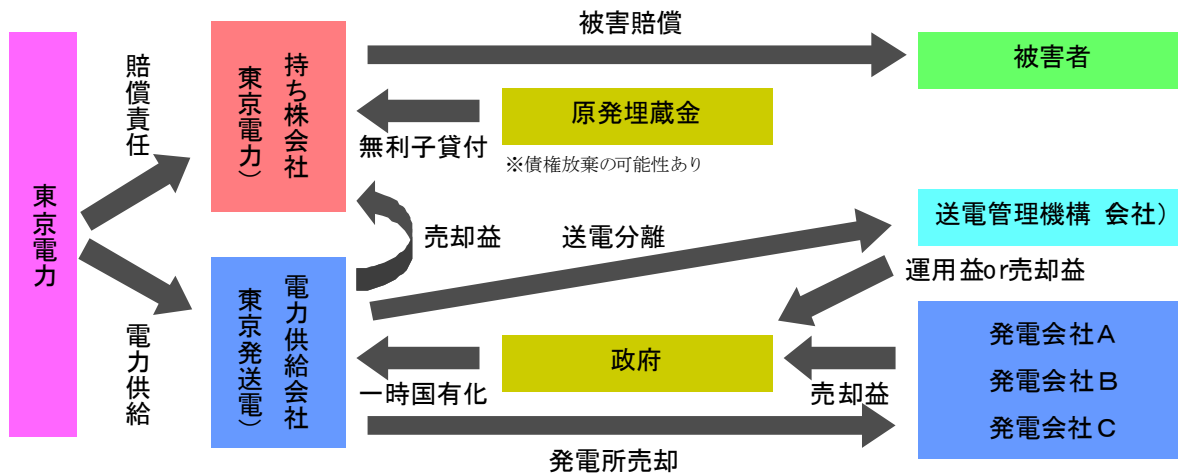 東京電力
賠償責任
電力供給
持ち株会社
東京電力）
電力供給会社
東京発送電）
被害賠償
被害者
原発埋蔵金
無利子貸付
※債権放棄の可能性あり
売却益
送電分離
送電管理機構 会社）
運用益or売却益
政府
一時国有化
売却益
発電会社A
発電会社B
発電会社C
発電所売却